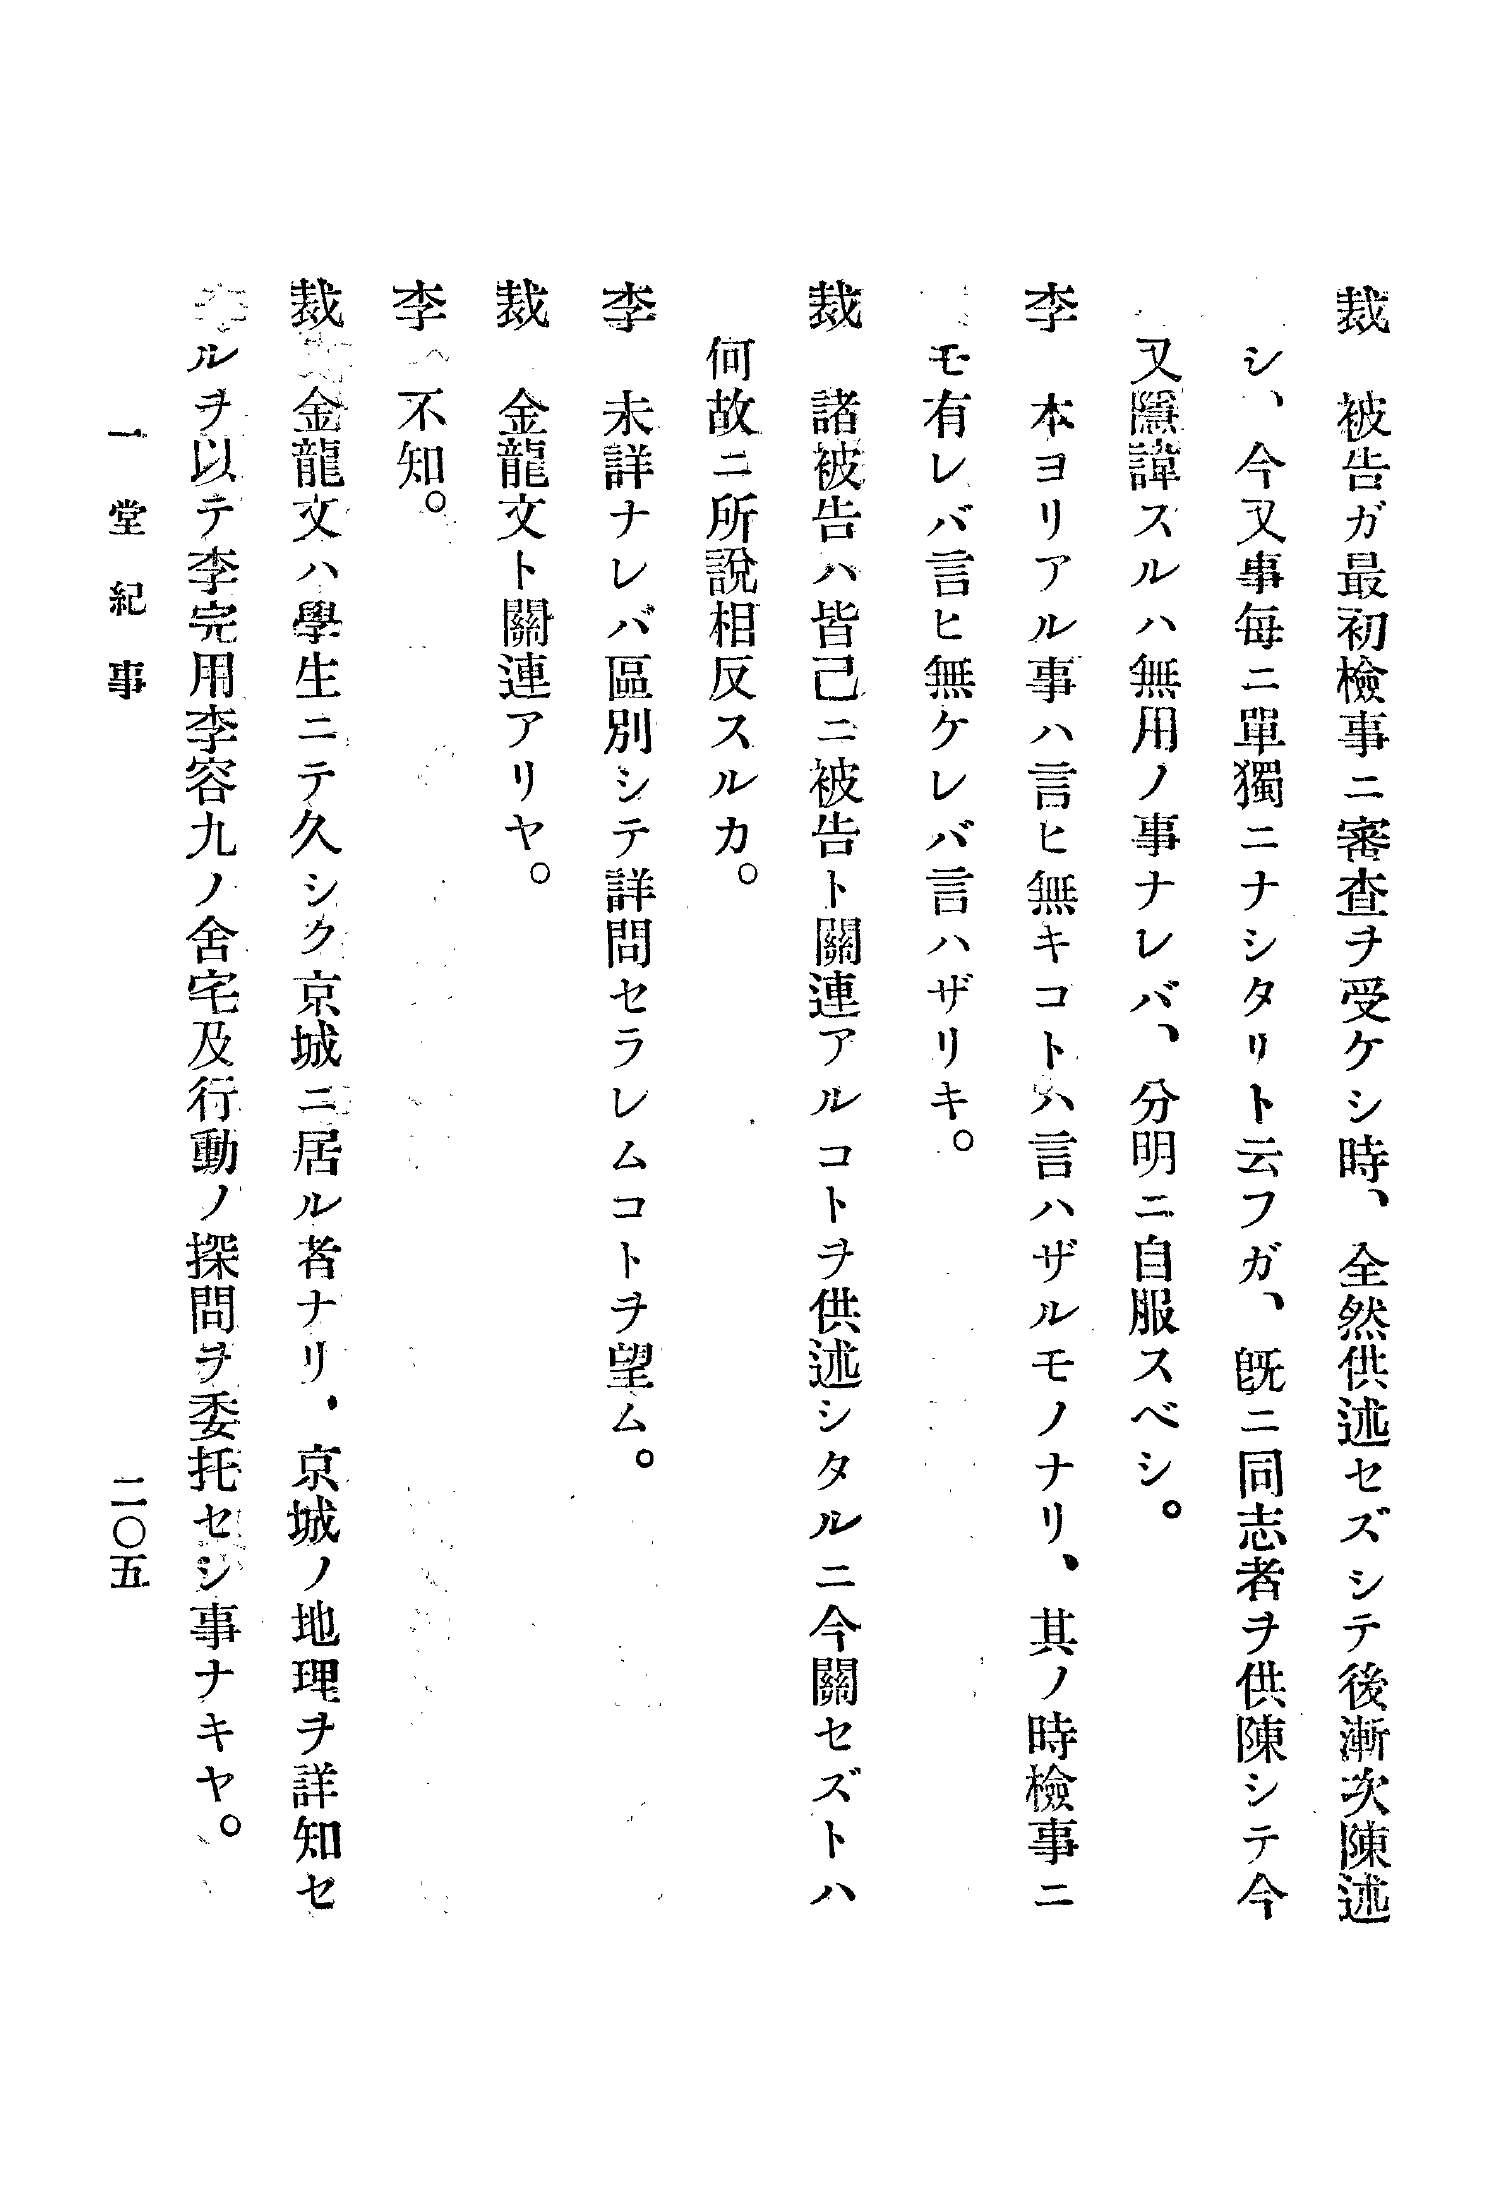 裁　被告ガ最初檢事ニ審査ヲ受ケシ時、全然供述セズシテ後漸次陳述
シ、今又事毎ニ單獨ニナシタリト云フガ、旣ニ同志者ヲ供陳シテ今
又隱諱スルハ無用ノ事ナレバ、分明ニ自服スベシ。
李　本ヨリアル事ハ言ヒ無キコトハ言ハザルモノナリ、其ノ時檢事ニ
モ有レバ言ヒ無ケレバ言ハザリキ。
裁　諸被告ハ皆己ニ被告ト關連アルコトヲ供述シタルニ今關セズトハ
何故ニ所說相反スルカ。
李　未詳ナレバ區別シテ詳問セラレムコトヲ望ム。
裁　金龍文ト關連アリヤ。
李　不知。
裁　金龍文ハ學生ニテ久シク京城ニ居ル者ナリ、京城ノ地理ヲ詳知セ
ルヲ以テ李完用李容九ノ舍宅及行動ノ探問ヲ委托セシ事ナキヤ。
一堂紀事
二〇五